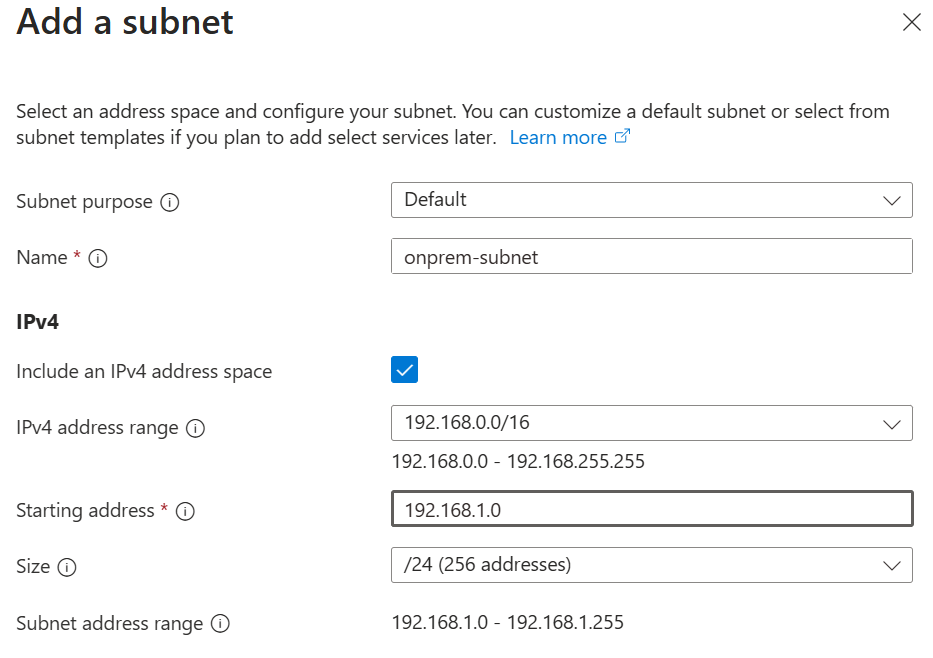 Add a subnet
Select an address space and configure your subnet. You can customize a default subnet or select from
subnet templates if you plan to add select services later. Learn more
Subnet purpose
Default
Name *
onprem-subnet
IPv4
Include an IPv4 address space
IPv4 address range
192.168.0.0/16
192.168.0.0 - 192.168.255.255
Starting address *
192.168.1.0
Size
/24 (256 addresses)
Subnet address range
192.168.1.0 - 192.168.1.255